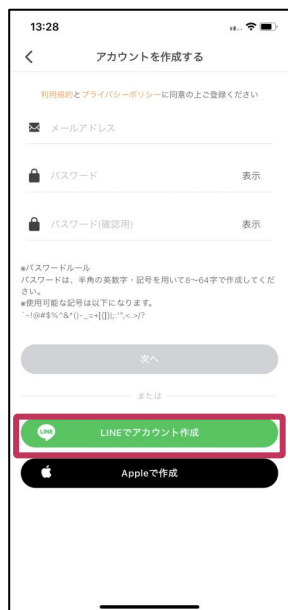 13:28
アカウントを作成する
利用規約とプライバシーポリシーに同意の上ご登録ください
メールアドレス
パスワード 表示
パスワード(確認用) 表示
※パスワードルール
パスワードは、半角の英数字・記号を用いて8〜64字で作成してくだ
さい。
※使用可能な記号は以下になります。
`~!@#$%^&*()-_=+[{]}|;:'",<.>/?
次へ
または
LINE LINEでアカウント作成
Appleで作成